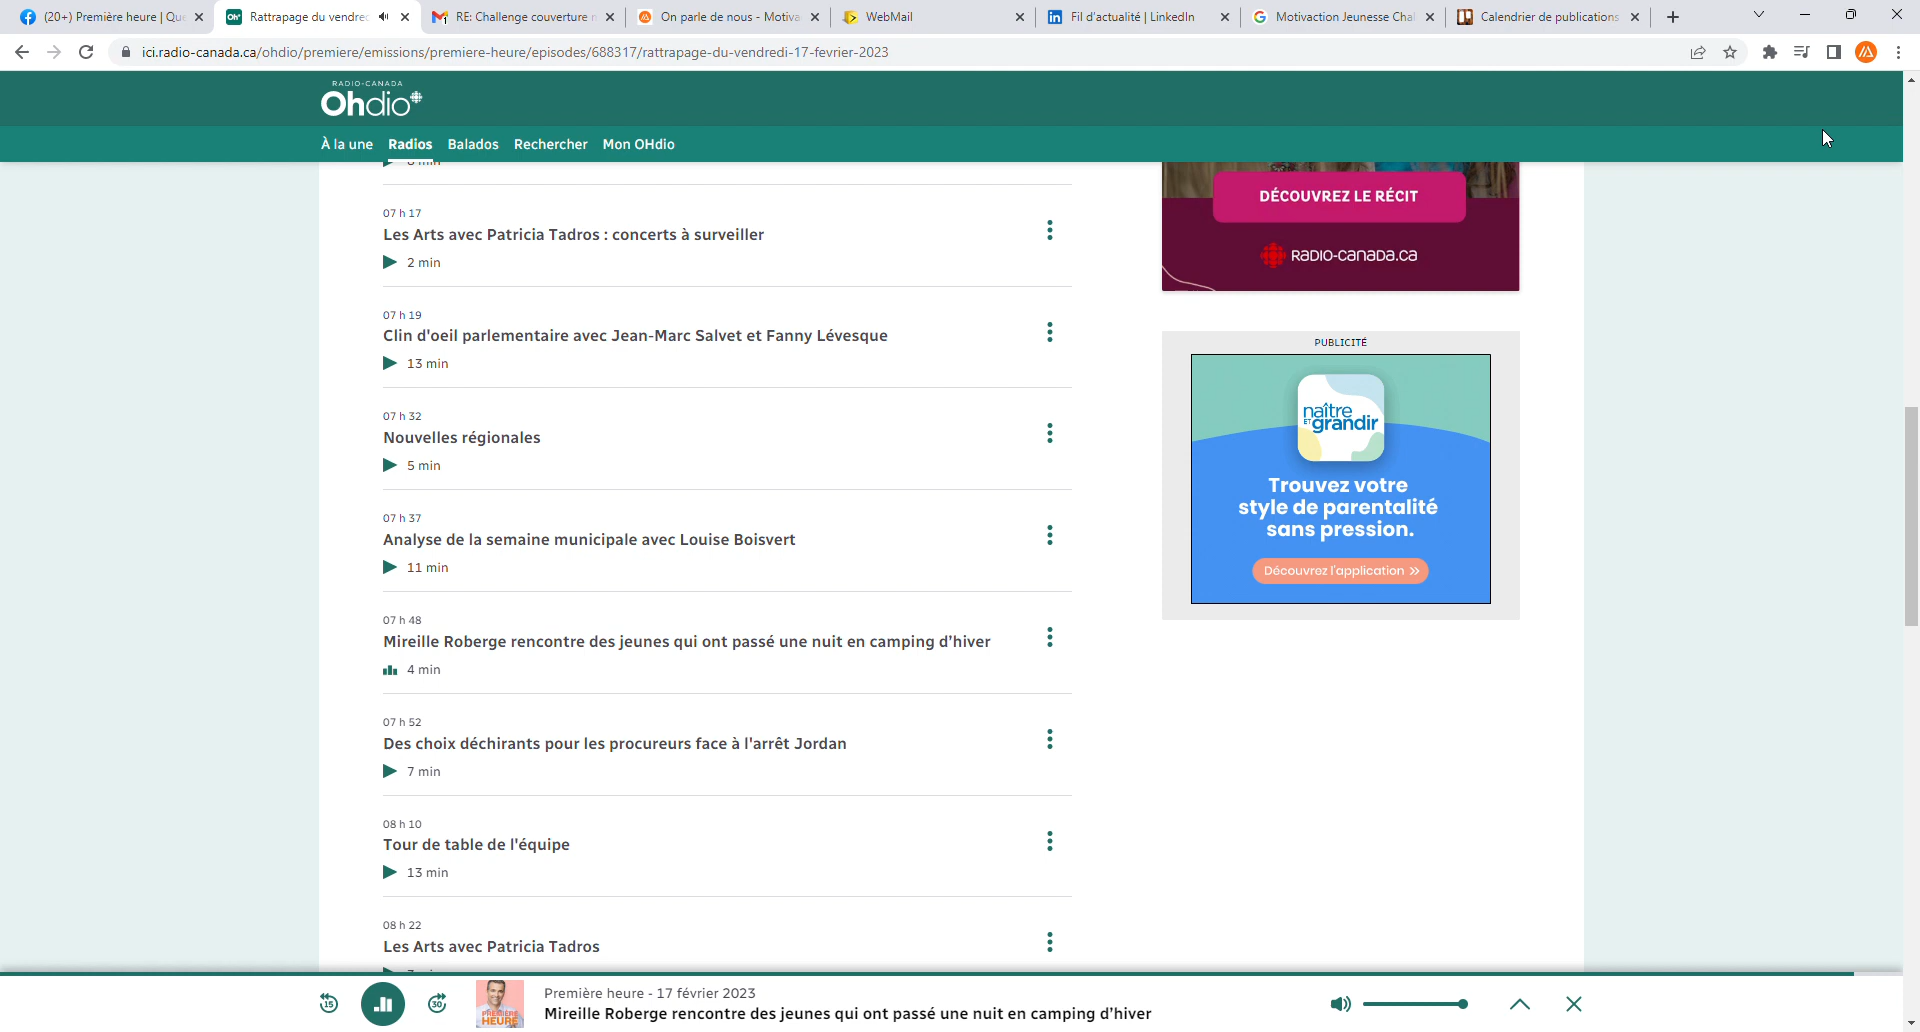 (20+) Première heure | Qu
Rattrapage du vendre
RE: Challenge couverture
On parle de nous - Motiva
WebMail
Fil d'actualité | LinkedIn
Motivaction Jeunesse Chal
Calendrier de publications
ici.radio-canada.ca/ohdio/premiere/emissions/premiere-heure/episodes/688317/rattrapage-du-vendredi-17-fevrier-2023
RADIO-CANADA
Ohdio
À la une Radios Balados Rechercher Mon OHdio
07 h 17
Les Arts avec Patricia Tadros : concerts à surveiller
2 min
07 h 19
Clin d'oeil parlementaire avec Jean-Marc Salvet et Fanny Lévesque
13 min
07 h 32
Nouvelles régionales
5 min
07 h 37
Analyse de la semaine municipale avec Louise Boisvert
11 min
07 h 48
Mireille Roberge rencontre des jeunes qui ont passé une nuit en camping d’hiver
4 min
07 h 52
Des choix déchirants pour les procureurs face à l'arrêt Jordan
7 min
08 h 10
Tour de table de l'équipe
13 min
08 h 22
Les Arts avec Patricia Tadros
DÉCOUVREZ LE RÉCIT
RADIO-CANADA.CA
PUBLICITÉ
naître
ET grandir
Trouvez votre
style de parentalité
sans pression.
Découvrez l'application »
15
30
PREMIÈRE
HEURE
Première heure - 17 février 2023
Mireille Roberge rencontre des jeunes qui ont passé une nuit en camping d’hiver